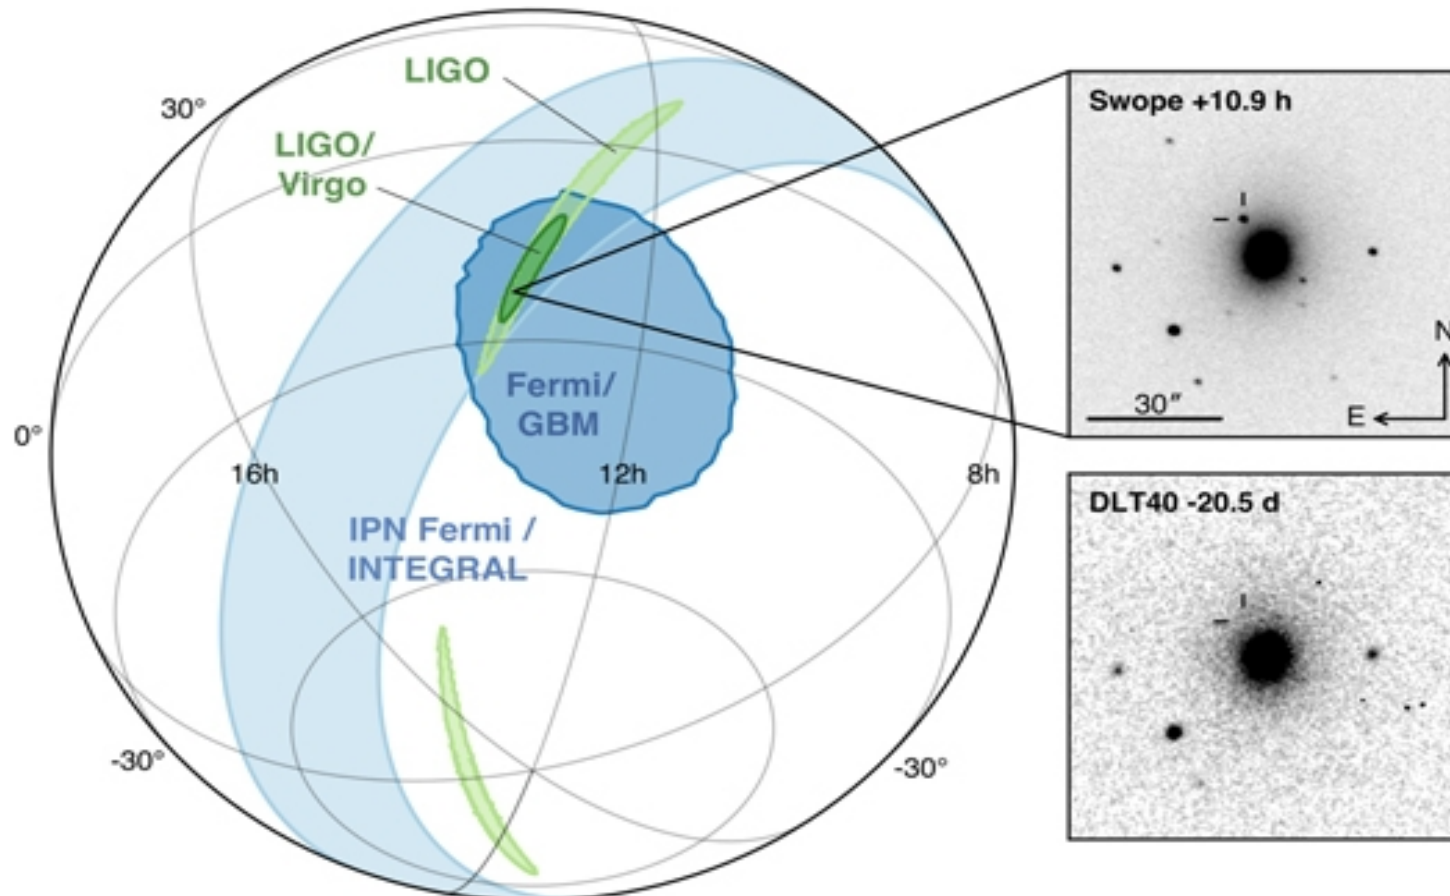 LIGO
30°
LIGO/
Virgo
Fermi/
GBM
0°
16h
12h
8h
IPN Fermi /
INTEGRAL
-30°
-30°
Swope +10.9 h
30″
N
E
DLT40 -20.5 d